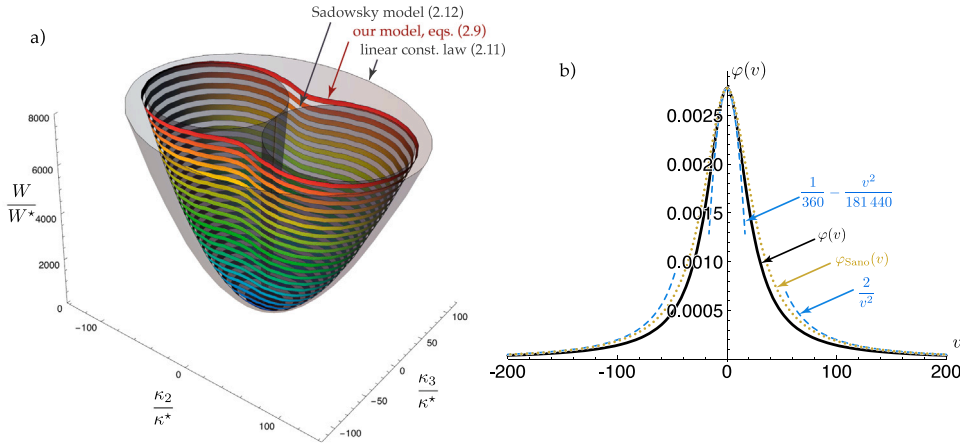 a)
Sadowsky model (2.12)
our model, eqs. (2.9)
linear const. law (2.11)
8000
6000
4000
2000
0
W/W⋆
-100
0
100
κ₂/κ⋆
100
50
0
-50
-100
κ₃/κ⋆
b)
φ(v)
0.0025
0.0020
0.0015
0.0010
0.0005
1/360 − v²/181 440
φ(v)
φSano(v)
2/v²
v
-200
-100
0
100
200